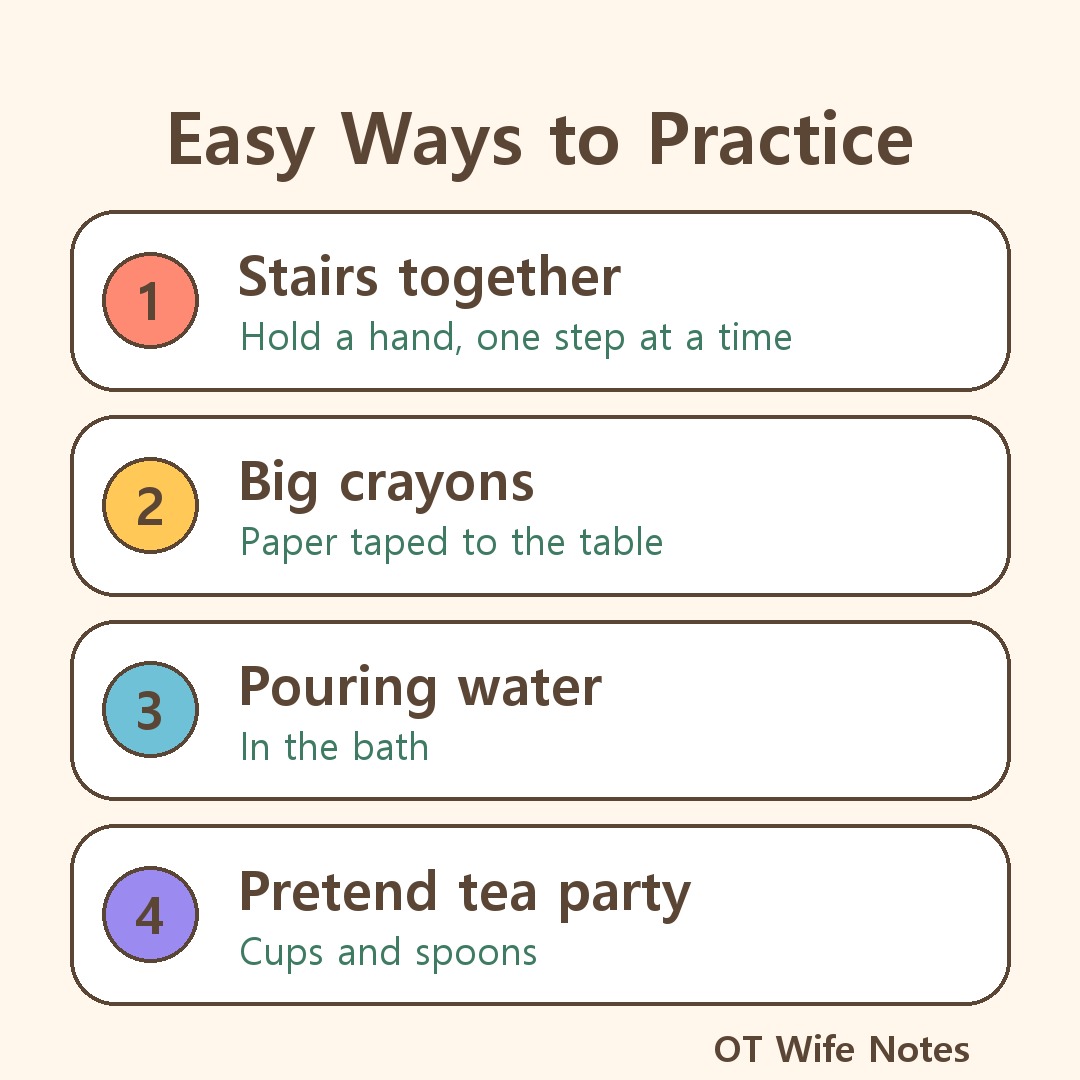 Easy Ways to Practice
1
Stairs together
Hold a hand, one step at a time
2
Big crayons
Paper taped to the table
3
Pouring water
In the bath
4
Pretend tea party
Cups and spoons
OT Wife Notes